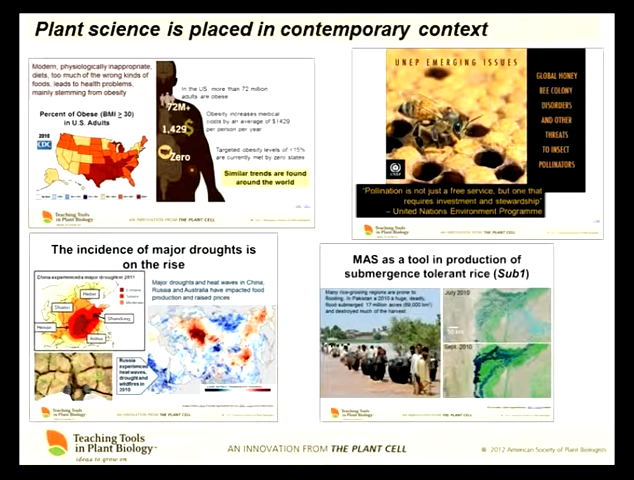 Plant science is placed in contemporary context
Modern, physiologically inappropriate,
diets, too much of the wrong kinds of
foods, leads to health problems,
mainly stemming from obesity
Percent of Obese (BMI > 30)
in U.S. Adults
2010
CDC
72M+
1,429
$
Zero
In the US, more than 72 million
adults are obese
Obesity increases medical
costs by an average of $1429
per person per year
Targeted obesity levels of <15%
are currently met by zero states
Similar trends are found
around the world
Teaching Tools
in Plant Biology
AN INNOVATION FROM THE PLANT CELL
UNEP EMERGING ISSUES
GLOBAL HONEY
BEE COLONY
DISORDERS
AND OTHER
THREATS
TO INSECT
POLLINATORS
UNEP
"Pollination is not just a free service, but one that
requires investment and stewardship"
– United Nations Environment Programme
Teaching Tools
in Plant Biology
AN INNOVATION FROM THE PLANT CELL
The incidence of major droughts is
on the rise
China experienced a major drought in 2011
Hebei
Shanxi
Shandong
Henan
Anhui
Major droughts and heat waves in China,
Russia and Australia have impacted food
production and raised prices
Russia
experienced
heat waves,
drought and
wildfires in
2010
Teaching Tools
in Plant Biology
AN INNOVATION FROM THE PLANT CELL
MAS as a tool in production of
submergence tolerant rice (Sub1)
Many rice-growing regions are prone to
flooding. In Pakistan a 2010 a huge, deadly,
flood submerged 17 million acres (69,000 km²)
and destroyed much of the harvest
July 2010
50 km
Sept. 2010
Teaching Tools
in Plant Biology
AN INNOVATION FROM THE PLANT CELL
Teaching Tools
in Plant Biology™
ideas to grow on
AN INNOVATION FROM THE PLANT CELL
© 2012 American Society of Plant Biologists